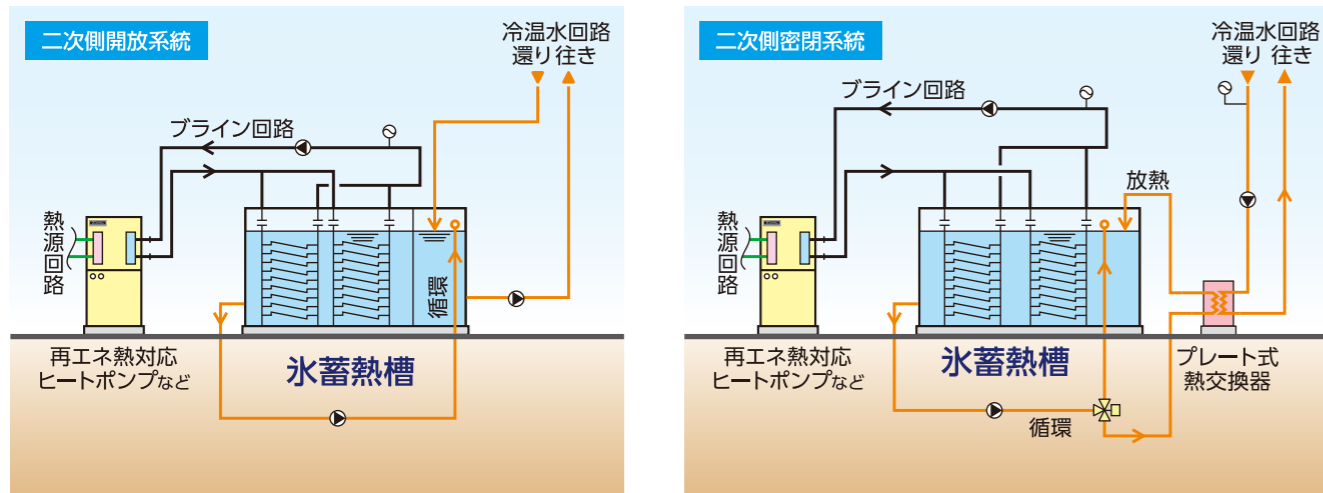 二次側開放系統
冷温水回路
還り 往き
ブライン回路
熱源回路
循環
再エネ熱対応
ヒートポンプなど
氷蓄熱槽
二次側密閉系統
冷温水回路
還り 往き
ブライン回路
放熱
熱源回路
再エネ熱対応
ヒートポンプなど
氷蓄熱槽
プレート式
熱交換器
循環